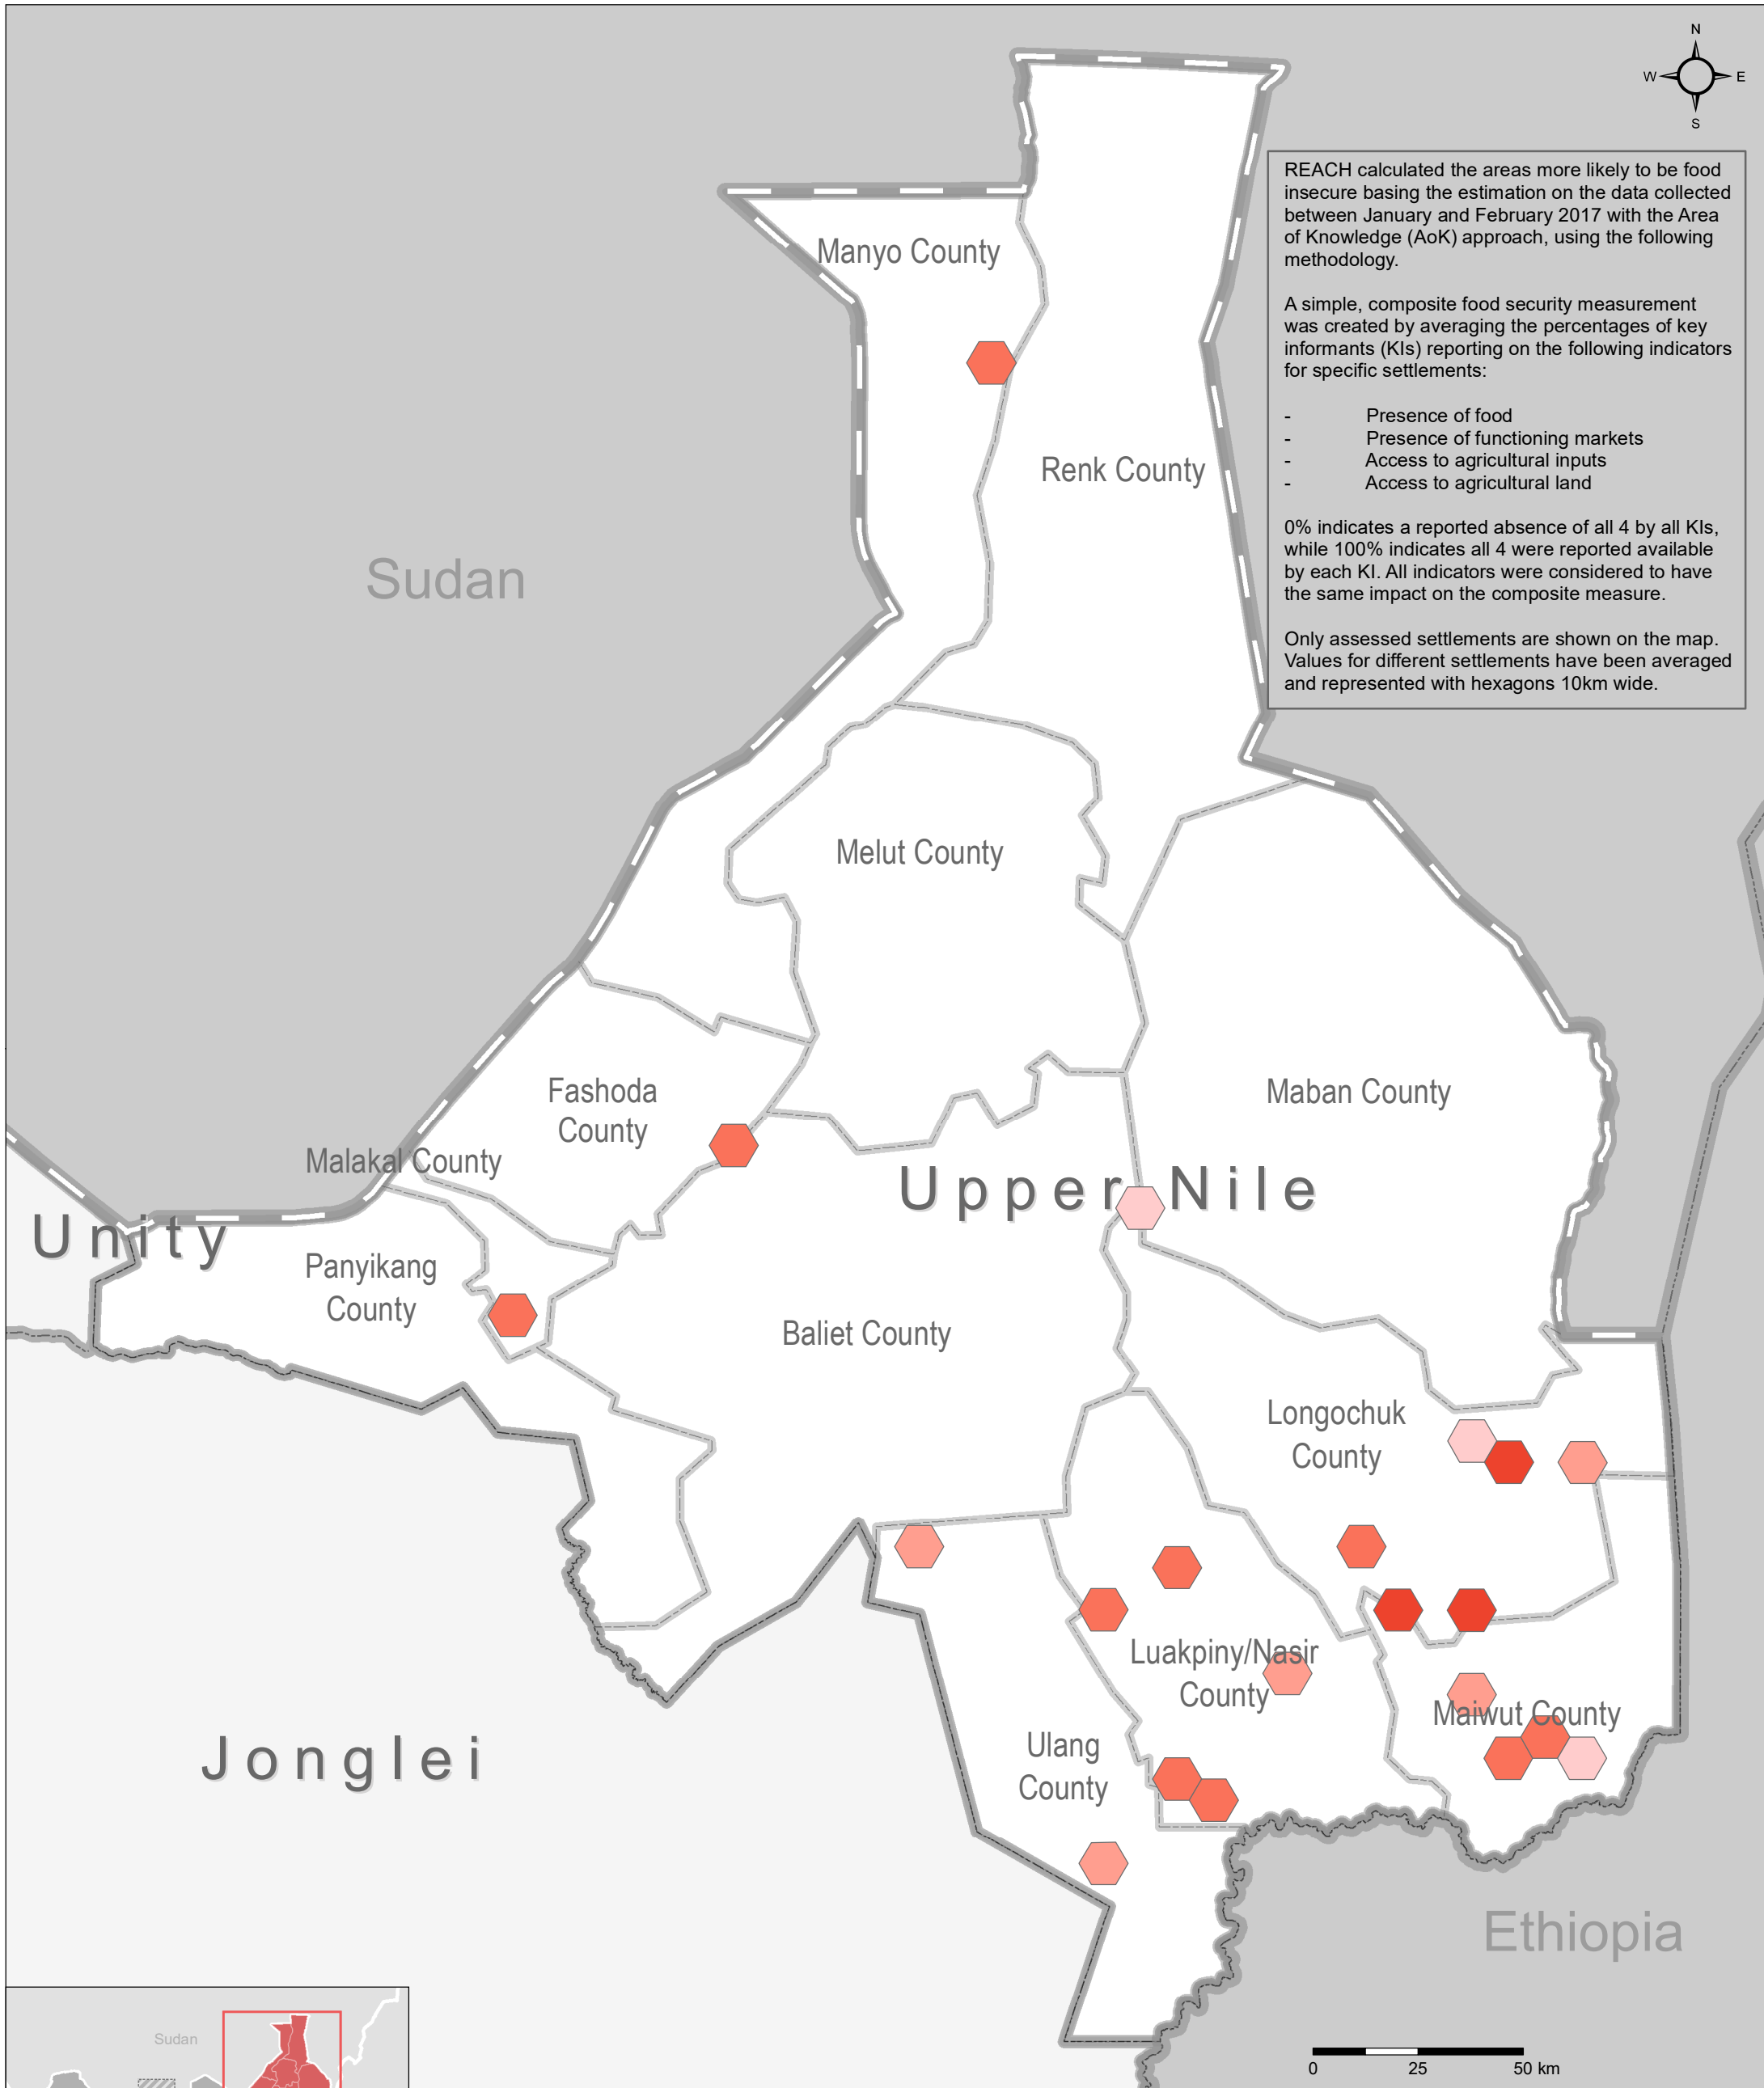 N
W
E
S
REACH calculated the areas more likely to be food
insecure basing the estimation on the data collected
between January and February 2017 with the Area
of Knowledge (AoK) approach, using the following
methodology.
A simple, composite food security measurement
was created by averaging the percentages of key
informants (KIs) reporting on the following indicators
for specific settlements:
- Presence of food
- Presence of functioning markets
- Access to agricultural inputs
- Access to agricultural land
0% indicates a reported absence of all 4 by all KIs,
while 100% indicates all 4 were reported available
by each KI. All indicators were considered to have
the same impact on the composite measure.
Only assessed settlements are shown on the map.
Values for different settlements have been averaged
and represented with hexagons 10km wide.
Manyo County
Renk County
Sudan
Melut County
Fashoda
County
Maban County
Malakal County
Upper Nile
Unity
Panyikang
County
Baliet County
Longochuk
County
Luakpiny/Nasir
County
Maiwut County
Ulang
County
Jonglei
Ethiopia
Sudan
0 25 50 km